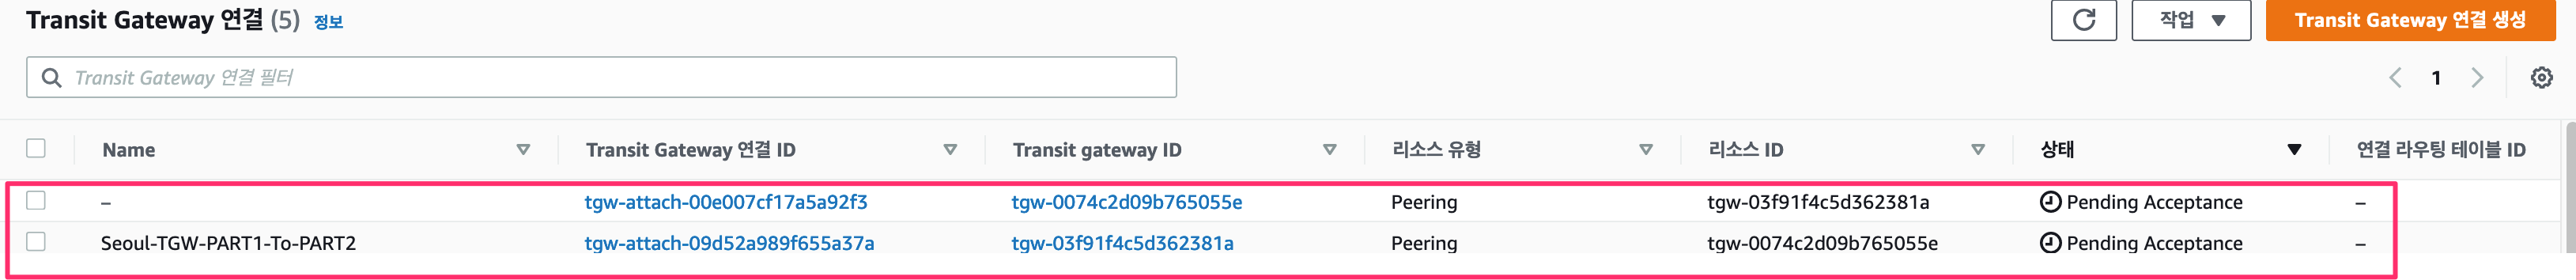 Transit Gateway 연결 (5) 정보
작업
Transit Gateway 연결 생성
Transit Gateway 연결 필터
1
Name Transit Gateway 연결 ID Transit gateway ID 리소스 유형 리소스 ID 상태 연결 라우팅 테이블 ID
– tgw-attach-00e007cf17a5a92f3 tgw-0074c2d09b765055e Peering tgw-03f91f4c5d362381a Pending Acceptance –
Seoul-TGW-PART1-To-PART2 tgw-attach-09d52a989f655a37a tgw-03f91f4c5d362381a Peering tgw-0074c2d09b765055e Pending Acceptance –